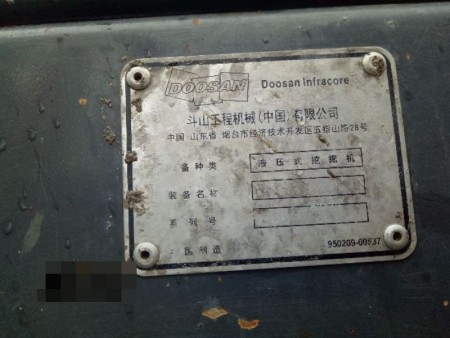 DOOSAN Doosan Infracore
斗山工程机械(中国)有限公司
中国 山东省 烟台市经济技术开发区五指山路28号
备种类 液压式挖掘机
装备名称
系列号
制造
950209-00537